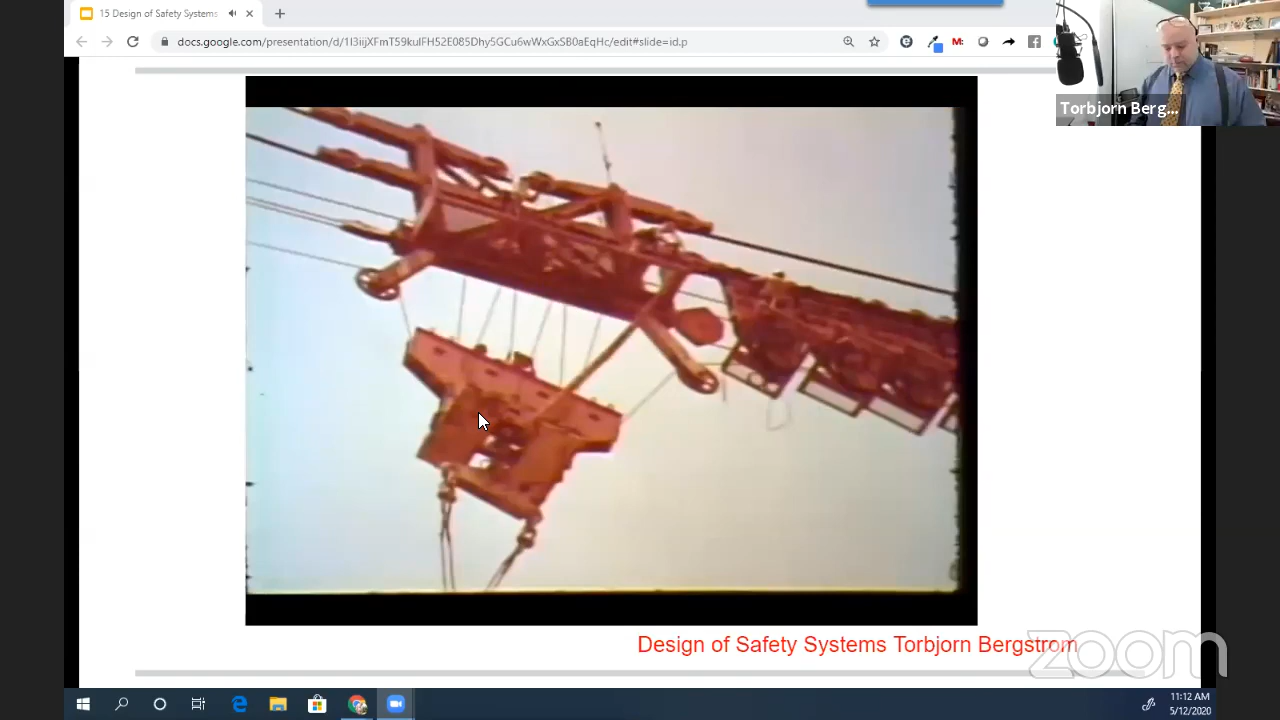 15 Design of Safety Systems
docs.google.com/presentation/d/1I3ijXTmT59kulFH52E085Dhy5GCu6wWxGxSB0aEqHc/edit#slide=id.p
M:
Torbjorn Berg...
Design of Safety Systems Torbjorn Bergstrom
zoom
11:12 AM
5/12/2020